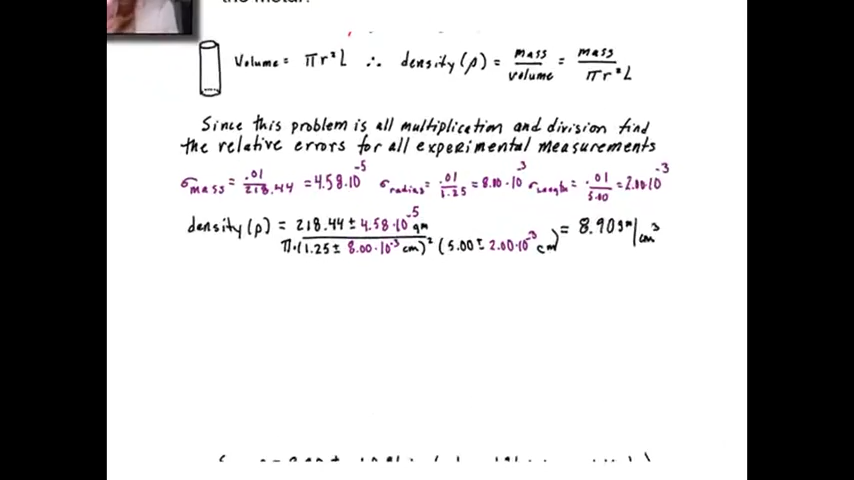 the metal?
Volume = πr²L ∴ density(ρ) = mass/volume = mass/πr²L
Since this problem is all multiplication and division find
the relative errors for all experimental measurements
σmass = .01/218.44 = 4.58·10⁻⁵ σradius = .01/1.25 = 8.00·10⁻³ σlength = .01/5.00 = 2.00·10⁻³
density(ρ) = 218.44 ± 4.58·10⁻⁵ gm / π·(1.25 ± 8.00·10⁻³ cm)² (5.00 ± 2.00·10⁻³ cm) = 8.90 gm/cm³